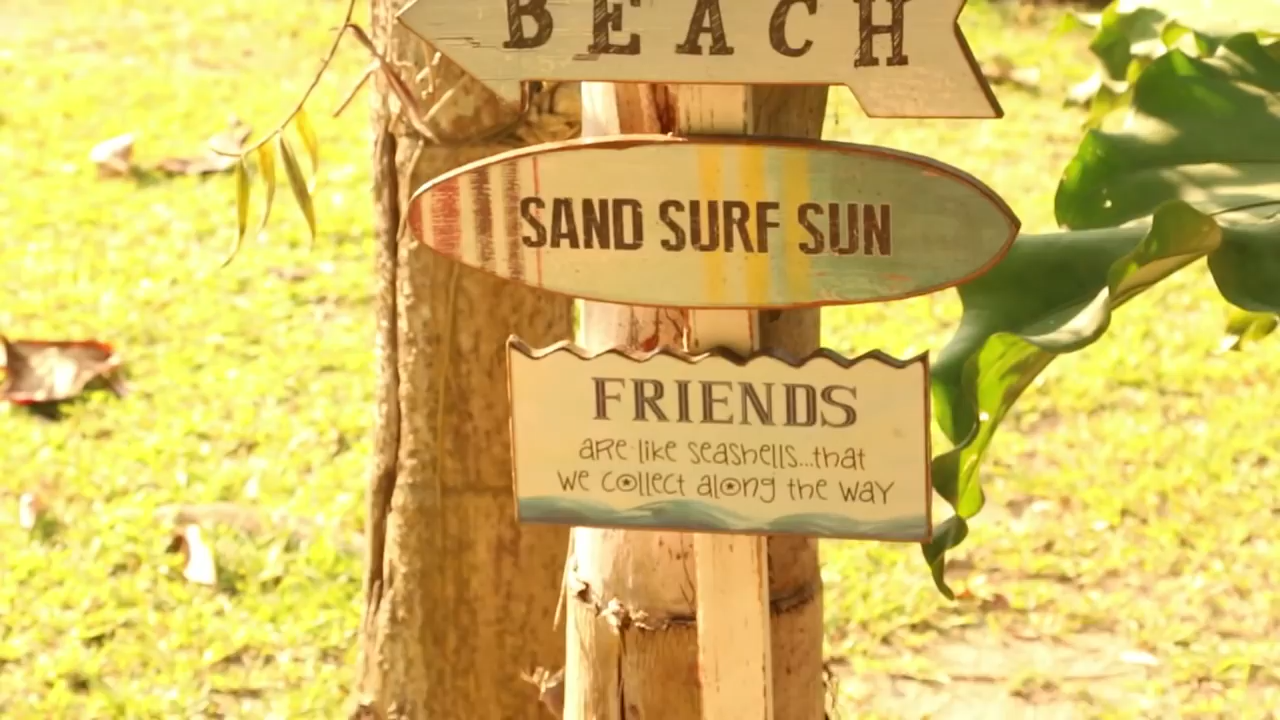 BEACH
SAND SURF SUN
FRIENDS
are like seashells...that
we collect along the way